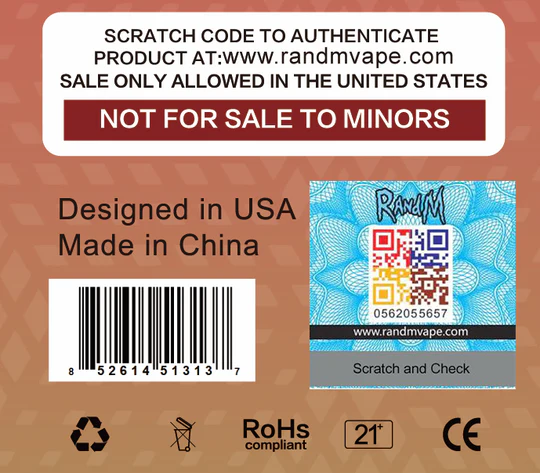 SCRATCH CODE TO AUTHENTICATE
PRODUCT AT:www.randmvape.com
SALE ONLY ALLOWED IN THE UNITED STATES
NOT FOR SALE TO MINORS
Designed in USA
Made in China
8 52614 51313 7
RANDM
0562055657
www.randmvape.com
Scratch and Check
RoHs
compliant
21+
CE